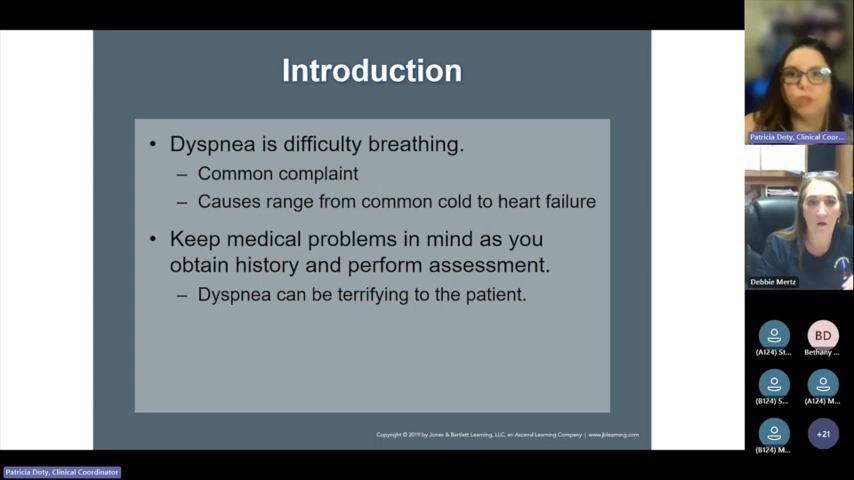 Introduction
• Dyspnea is difficulty breathing.
– Common complaint
– Causes range from common cold to heart failure
• Keep medical problems in mind as you
obtain history and perform assessment.
– Dyspnea can be terrifying to the patient.
Copyright © 2019 by Jones & Bartlett Learning, LLC, an Ascend Learning Company | www.jblearning.com
Patricia Doty, Clinical Coor...
Debbie Mertz
BD
(A124) St...
Bethany ...
(B124) S...
(A124) M...
(B124) M...
+21
Patricia Doty, Clinical Coordinator